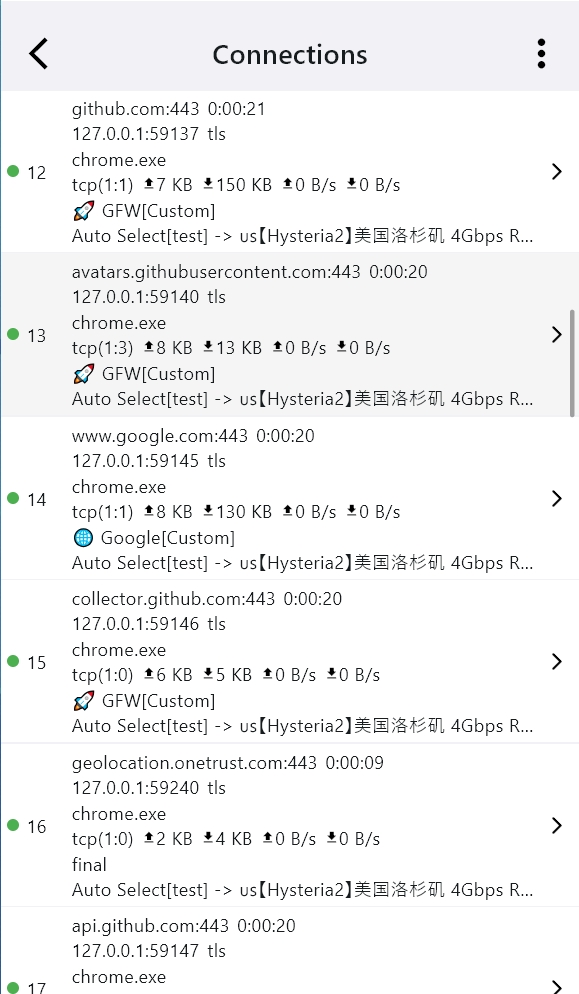 Connections
github.com:443 0:00:21
127.0.0.1:59137 tls
chrome.exe
12
tcp(1:1) 7 KB 150 KB 0 B/s 0 B/s
🚀 GFW[Custom]
Auto Select[test] -> us【Hysteria2】美国洛杉矶 4Gbps R...
avatars.githubusercontent.com:443 0:00:20
127.0.0.1:59140 tls
chrome.exe
13
tcp(1:3) 8 KB 13 KB 0 B/s 0 B/s
🚀 GFW[Custom]
Auto Select[test] -> us【Hysteria2】美国洛杉矶 4Gbps R...
www.google.com:443 0:00:20
127.0.0.1:59145 tls
chrome.exe
14
tcp(1:1) 8 KB 130 KB 0 B/s 0 B/s
🌐 Google[Custom]
Auto Select[test] -> us【Hysteria2】美国洛杉矶 4Gbps R...
collector.github.com:443 0:00:20
127.0.0.1:59146 tls
chrome.exe
15
tcp(1:0) 6 KB 5 KB 0 B/s 0 B/s
🚀 GFW[Custom]
Auto Select[test] -> us【Hysteria2】美国洛杉矶 4Gbps R...
geolocation.onetrust.com:443 0:00:09
127.0.0.1:59240 tls
chrome.exe
16
tcp(1:0) 2 KB 4 KB 0 B/s 0 B/s
final
Auto Select[test] -> us【Hysteria2】美国洛杉矶 4Gbps R...
api.github.com:443 0:00:20
127.0.0.1:59147 tls
chrome.exe
17